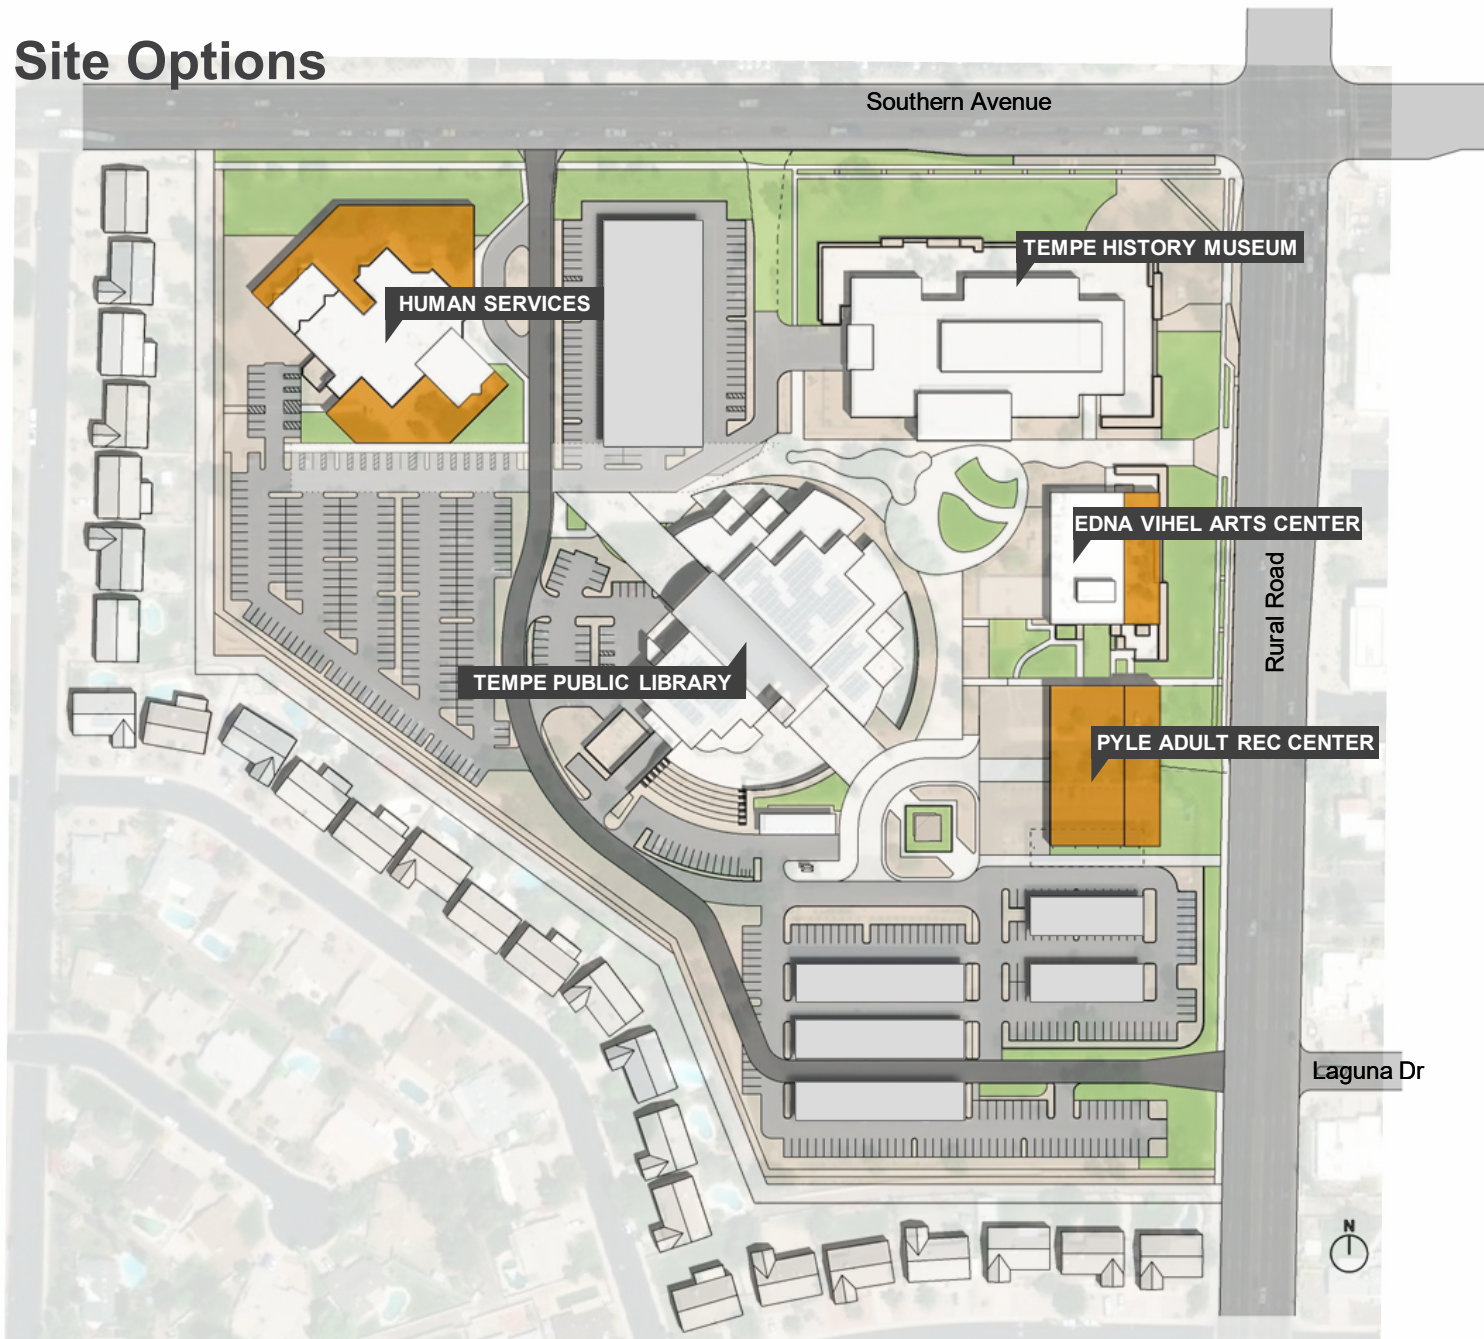 Site Options
Southern Avenue
TEMPE HISTORY MUSEUM
HUMAN SERVICES
EDNA VIHEL ARTS CENTER
Rural Road
TEMPE PUBLIC LIBRARY
PYLE ADULT REC CENTER
Laguna Dr
N